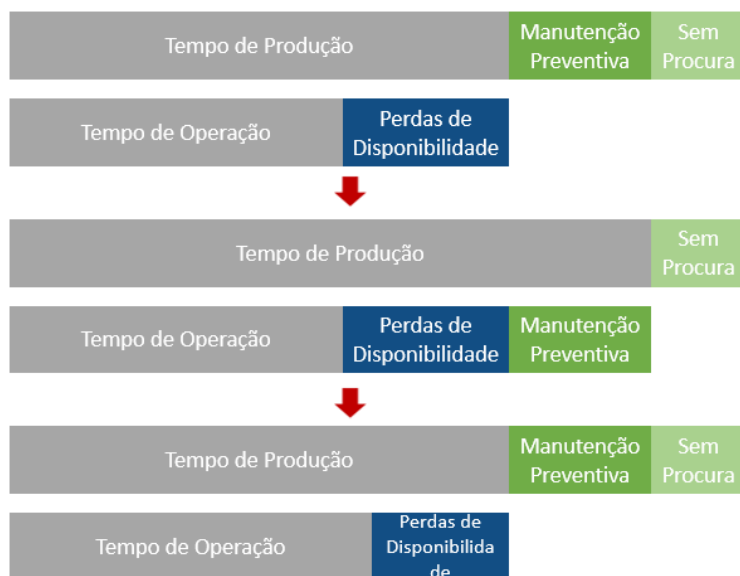 Tempo de Produção
Manutenção
Preventiva
Sem
Procura
Tempo de Operação
Perdas de
Disponibilidade
Tempo de Produção
Sem
Procura
Tempo de Operação
Perdas de
Disponibilidade
Manutenção
Preventiva
Tempo de Produção
Manutenção
Preventiva
Sem
Procura
Tempo de Operação
Perdas de
Disponibilida
de